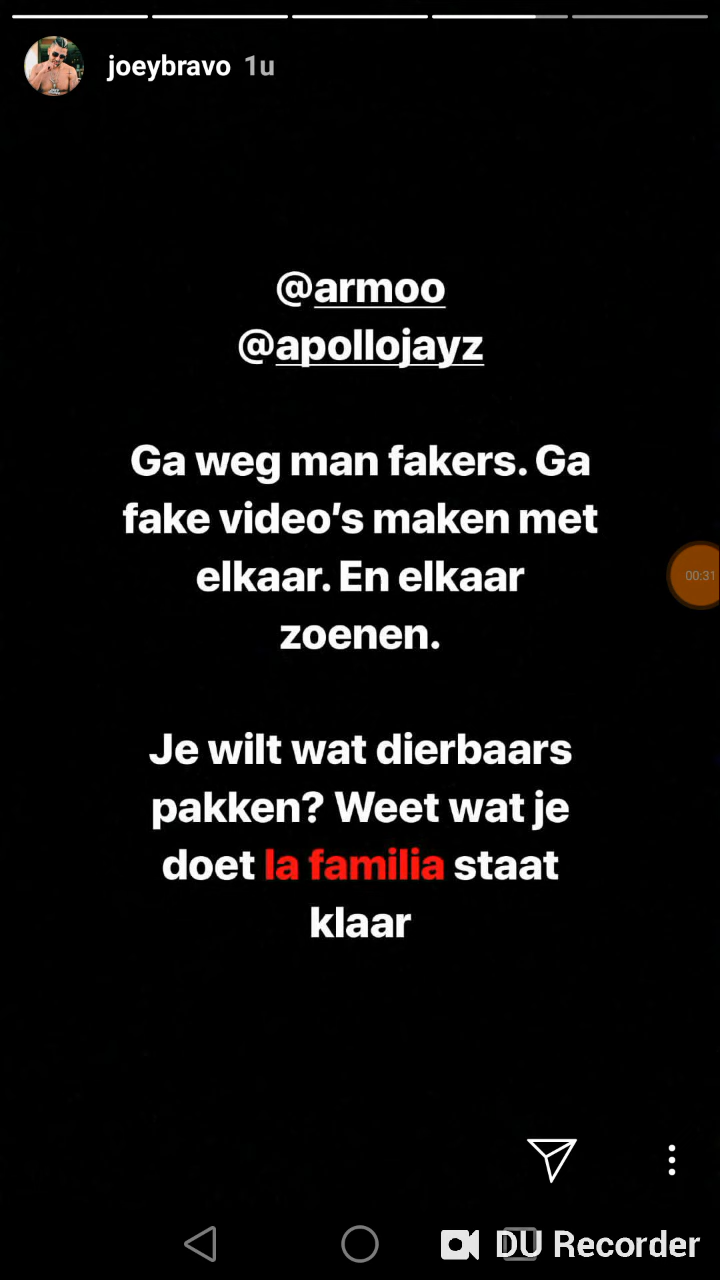 joeybravo 1u
@armoo
@apollojayz
Ga weg man fakers. Ga
fake video's maken met
elkaar. En elkaar
zoenen.
Je wilt wat dierbaars
pakken? Weet wat je
doet la familia staat
klaar
00:31
DU Recorder